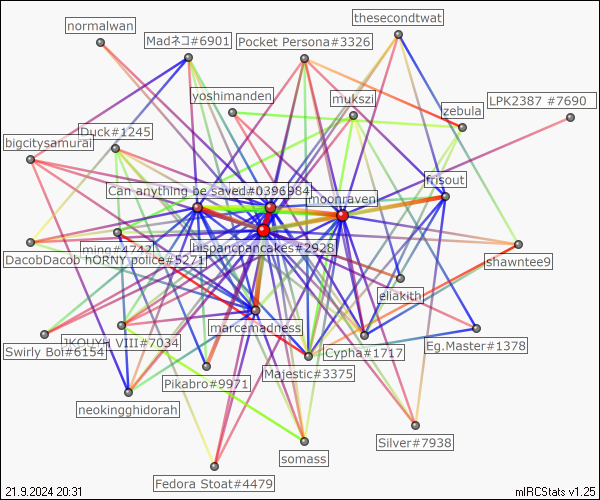 thesecondtwat
normalwan
Madネコ#6901
Pocket Persona#3326
yoshimanden
mukszi
LPK2387 #7690
zebula
Duck#1245
bigcitysamurai
frisout
Can anything be saved#0396984
moonraven
ming#4742
hispanicpancakes#2928
DacobDacob hORNY police#5271
shawntee9
eliakith
marcemadness
JKOUYH VIII#7034
Swirly Boi#6154
Cypha#1717
Eg.Master#1378
Majestic#3375
Pikabro#9971
neokingghidorah
Silver#7938
somass
Fedora Stoat#4479
21.9.2024 20:31
mIRCStats v1.25